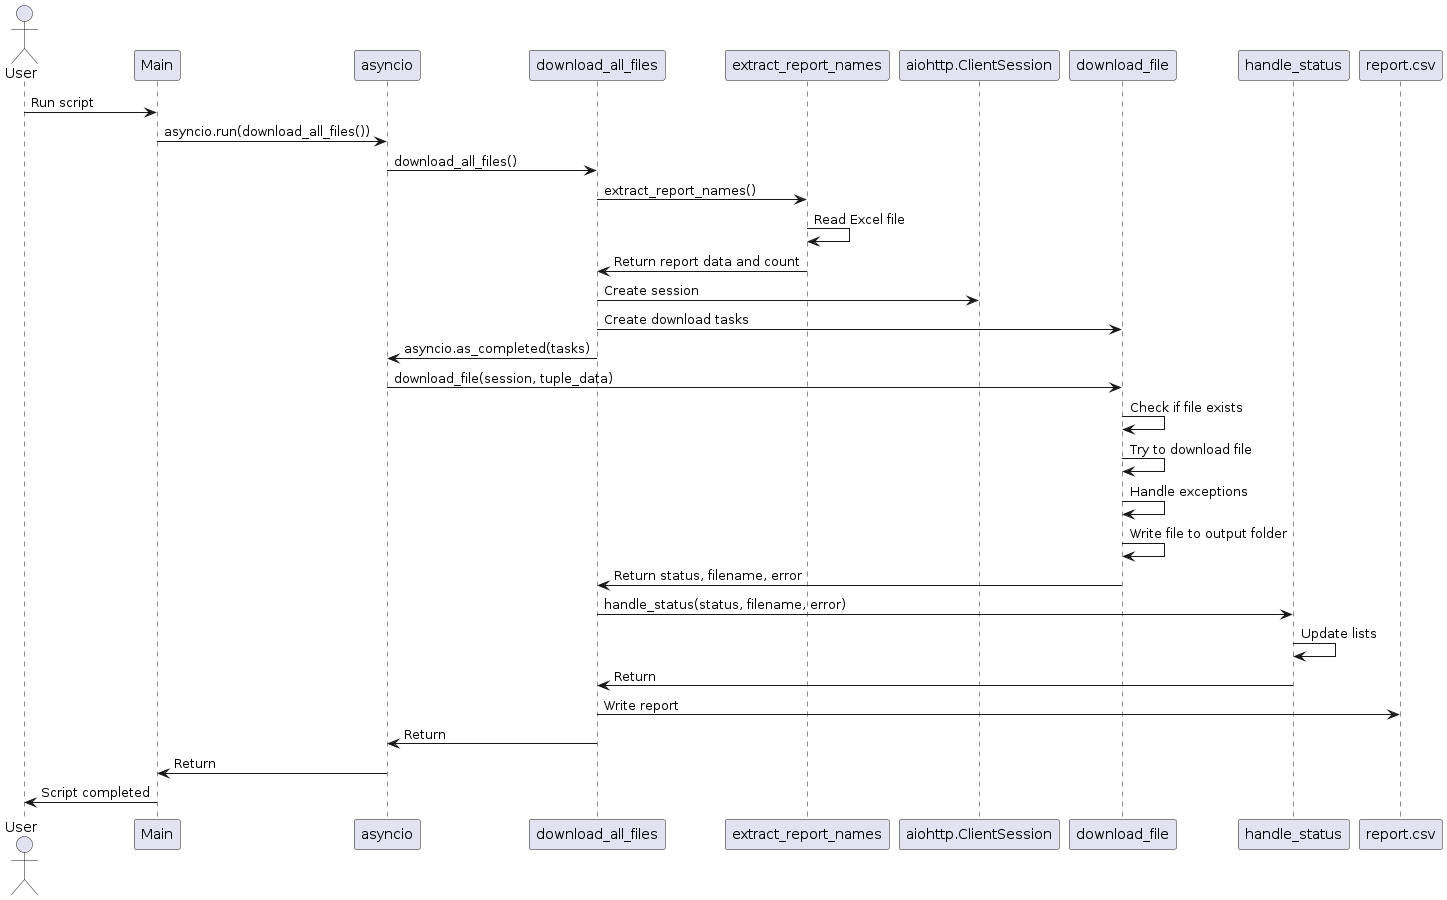 User
Main
asyncio
download_all_files
extract_report_names
aiohttp.ClientSession
download_file
handle_status
report.csv
Run script
asyncio.run(download_all_files())
download_all_files()
extract_report_names()
Read Excel file
Return report data and count
Create session
Create download tasks
asyncio.as_completed(tasks)
download_file(session, tuple_data)
Check if file exists
Try to download file
Handle exceptions
Write file to output folder
Return status, filename, error
handle_status(status, filename, error)
Update lists
Return
Write report
Return
Return
Script completed
User
Main
asyncio
download_all_files
extract_report_names
aiohttp.ClientSession
download_file
handle_status
report.csv